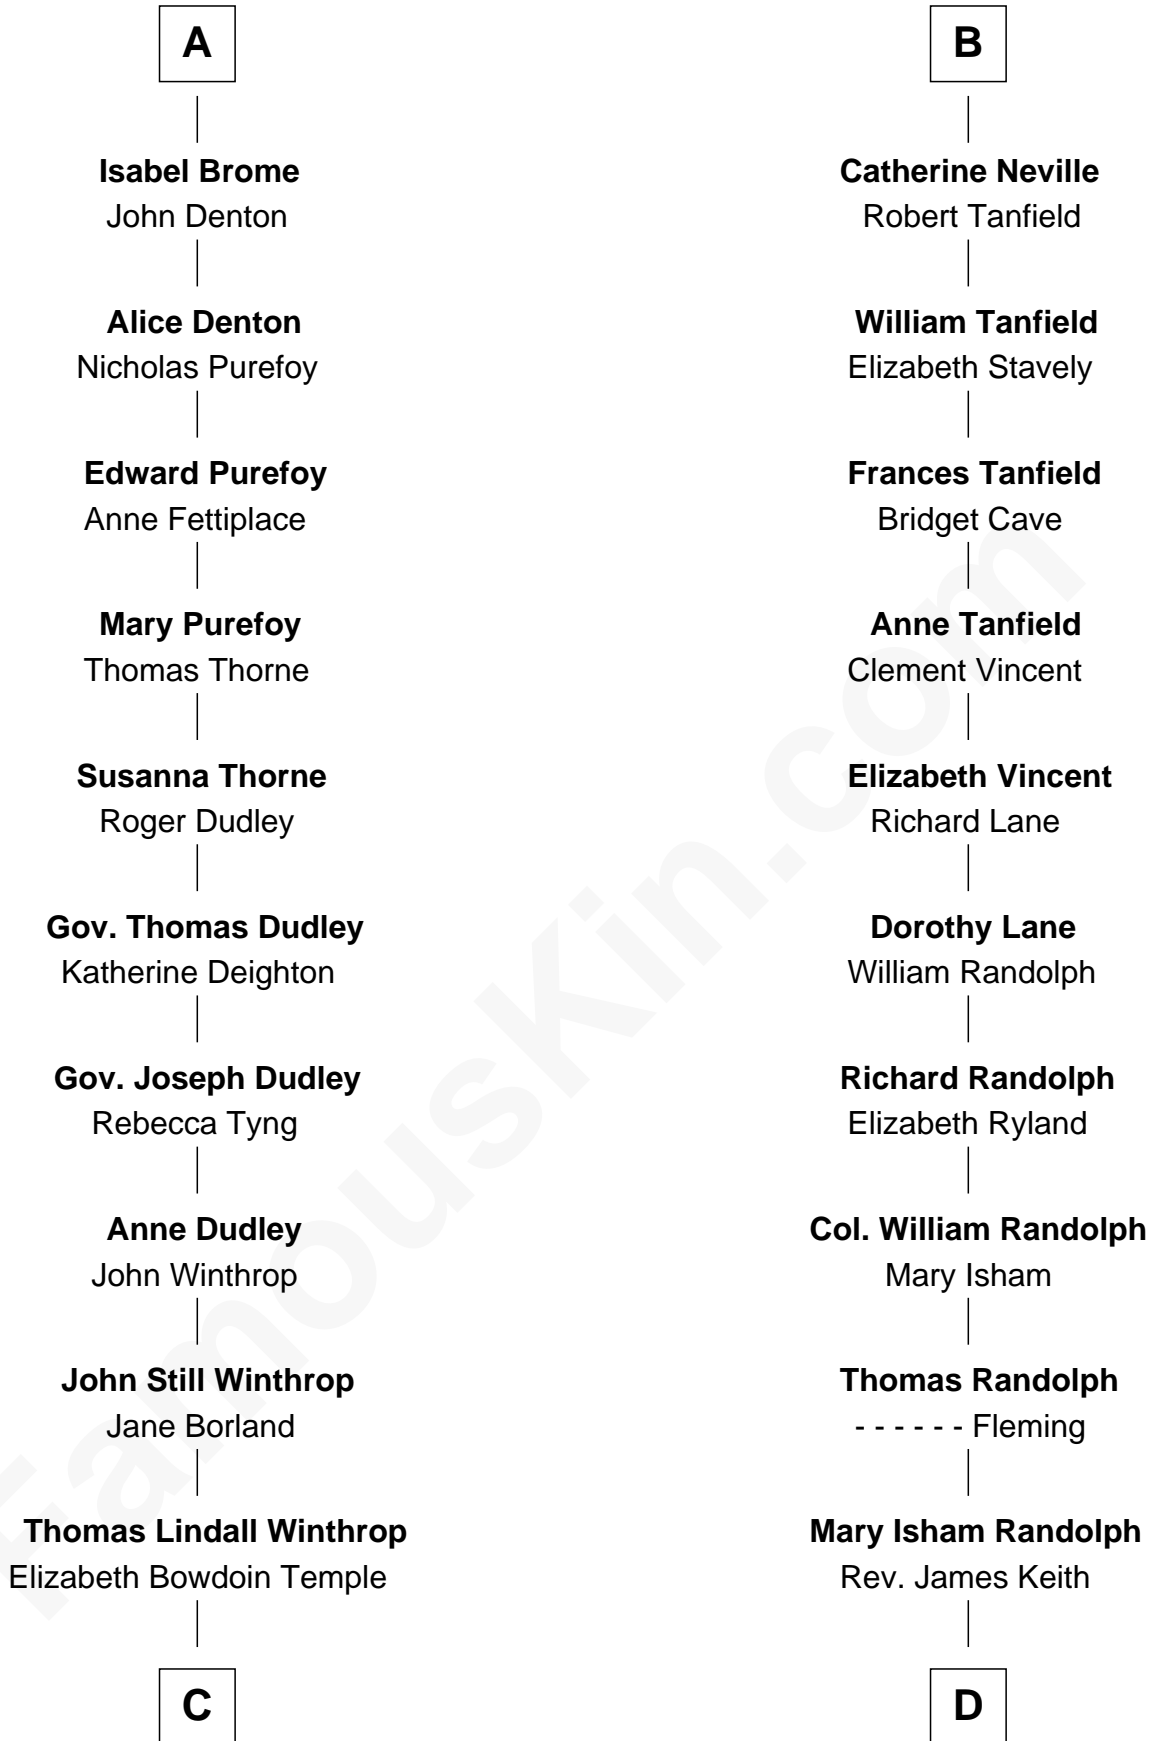 A
Isabel Brome
John Denton
Alice Denton
Nicholas Purefoy
Edward Purefoy
Anne Fettiplace
Mary Purefoy
Thomas Thorne
Susanna Thorne
Roger Dudley
Gov. Thomas Dudley
Katherine Deighton
Gov. Joseph Dudley
Rebecca Tyng
Anne Dudley
John Winthrop
John Still Winthrop
Jane Borland
Thomas Lindall Winthrop
Elizabeth Bowdoin Temple
C
B
Catherine Neville
Robert Tanfield
William Tanfield
Elizabeth Stavely
Frances Tanfield
Bridget Cave
Anne Tanfield
Clement Vincent
Elizabeth Vincent
Richard Lane
Dorothy Lane
William Randolph
Richard Randolph
Elizabeth Ryland
Col. William Randolph
Mary Isham
Thomas Randolph
- - - - - - Fleming
Mary Isham Randolph
Rev. James Keith
D
FamousKin.com